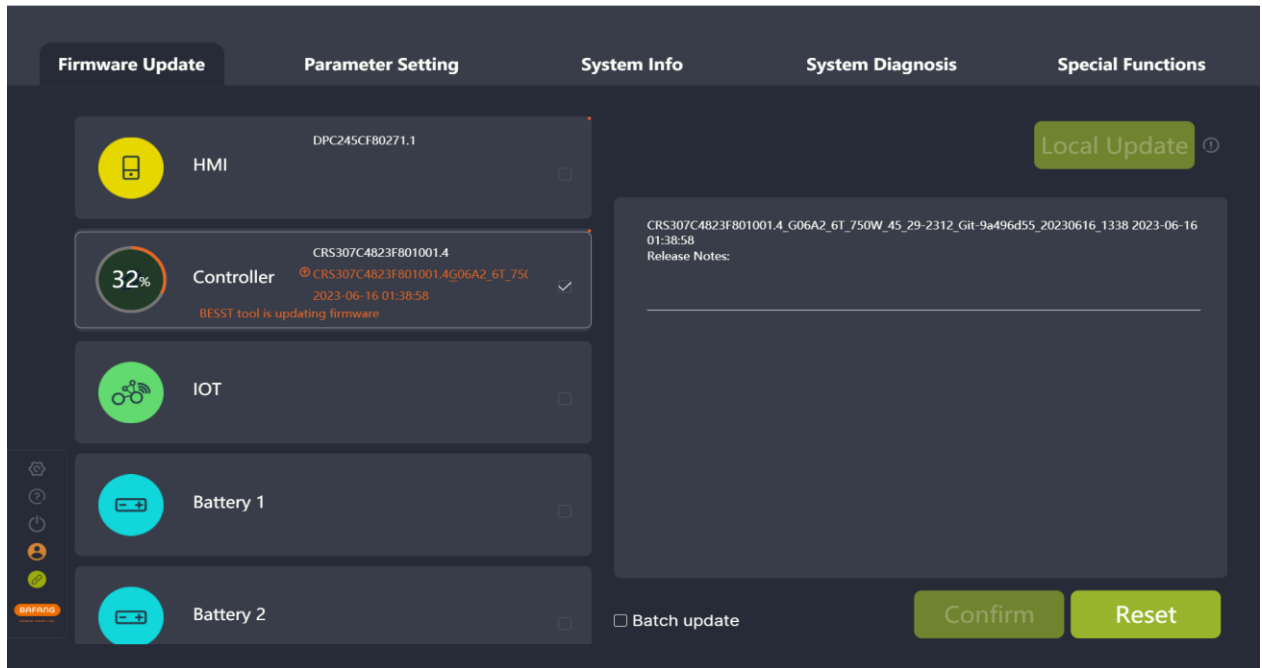 Firmware Update
Parameter Setting
System Info
System Diagnosis
Special Functions
HMI
DPC245CF80271.1
Local Update
32%
Controller
CRS307C4823F801001.4
CRS307C4823F801001.4G06A2_6T_75(
2023-06-16 01:38:58
BESST tool is updating firmware
CRS307C4823F801001.4_G06A2_6T_750W_45_29-2312_Git-9a496d55_20230616_1338 2023-06-16
01:38:58
Release Notes:
IOT
Battery 1
Battery 2
BAFANG
Batch update
Confirm
Reset